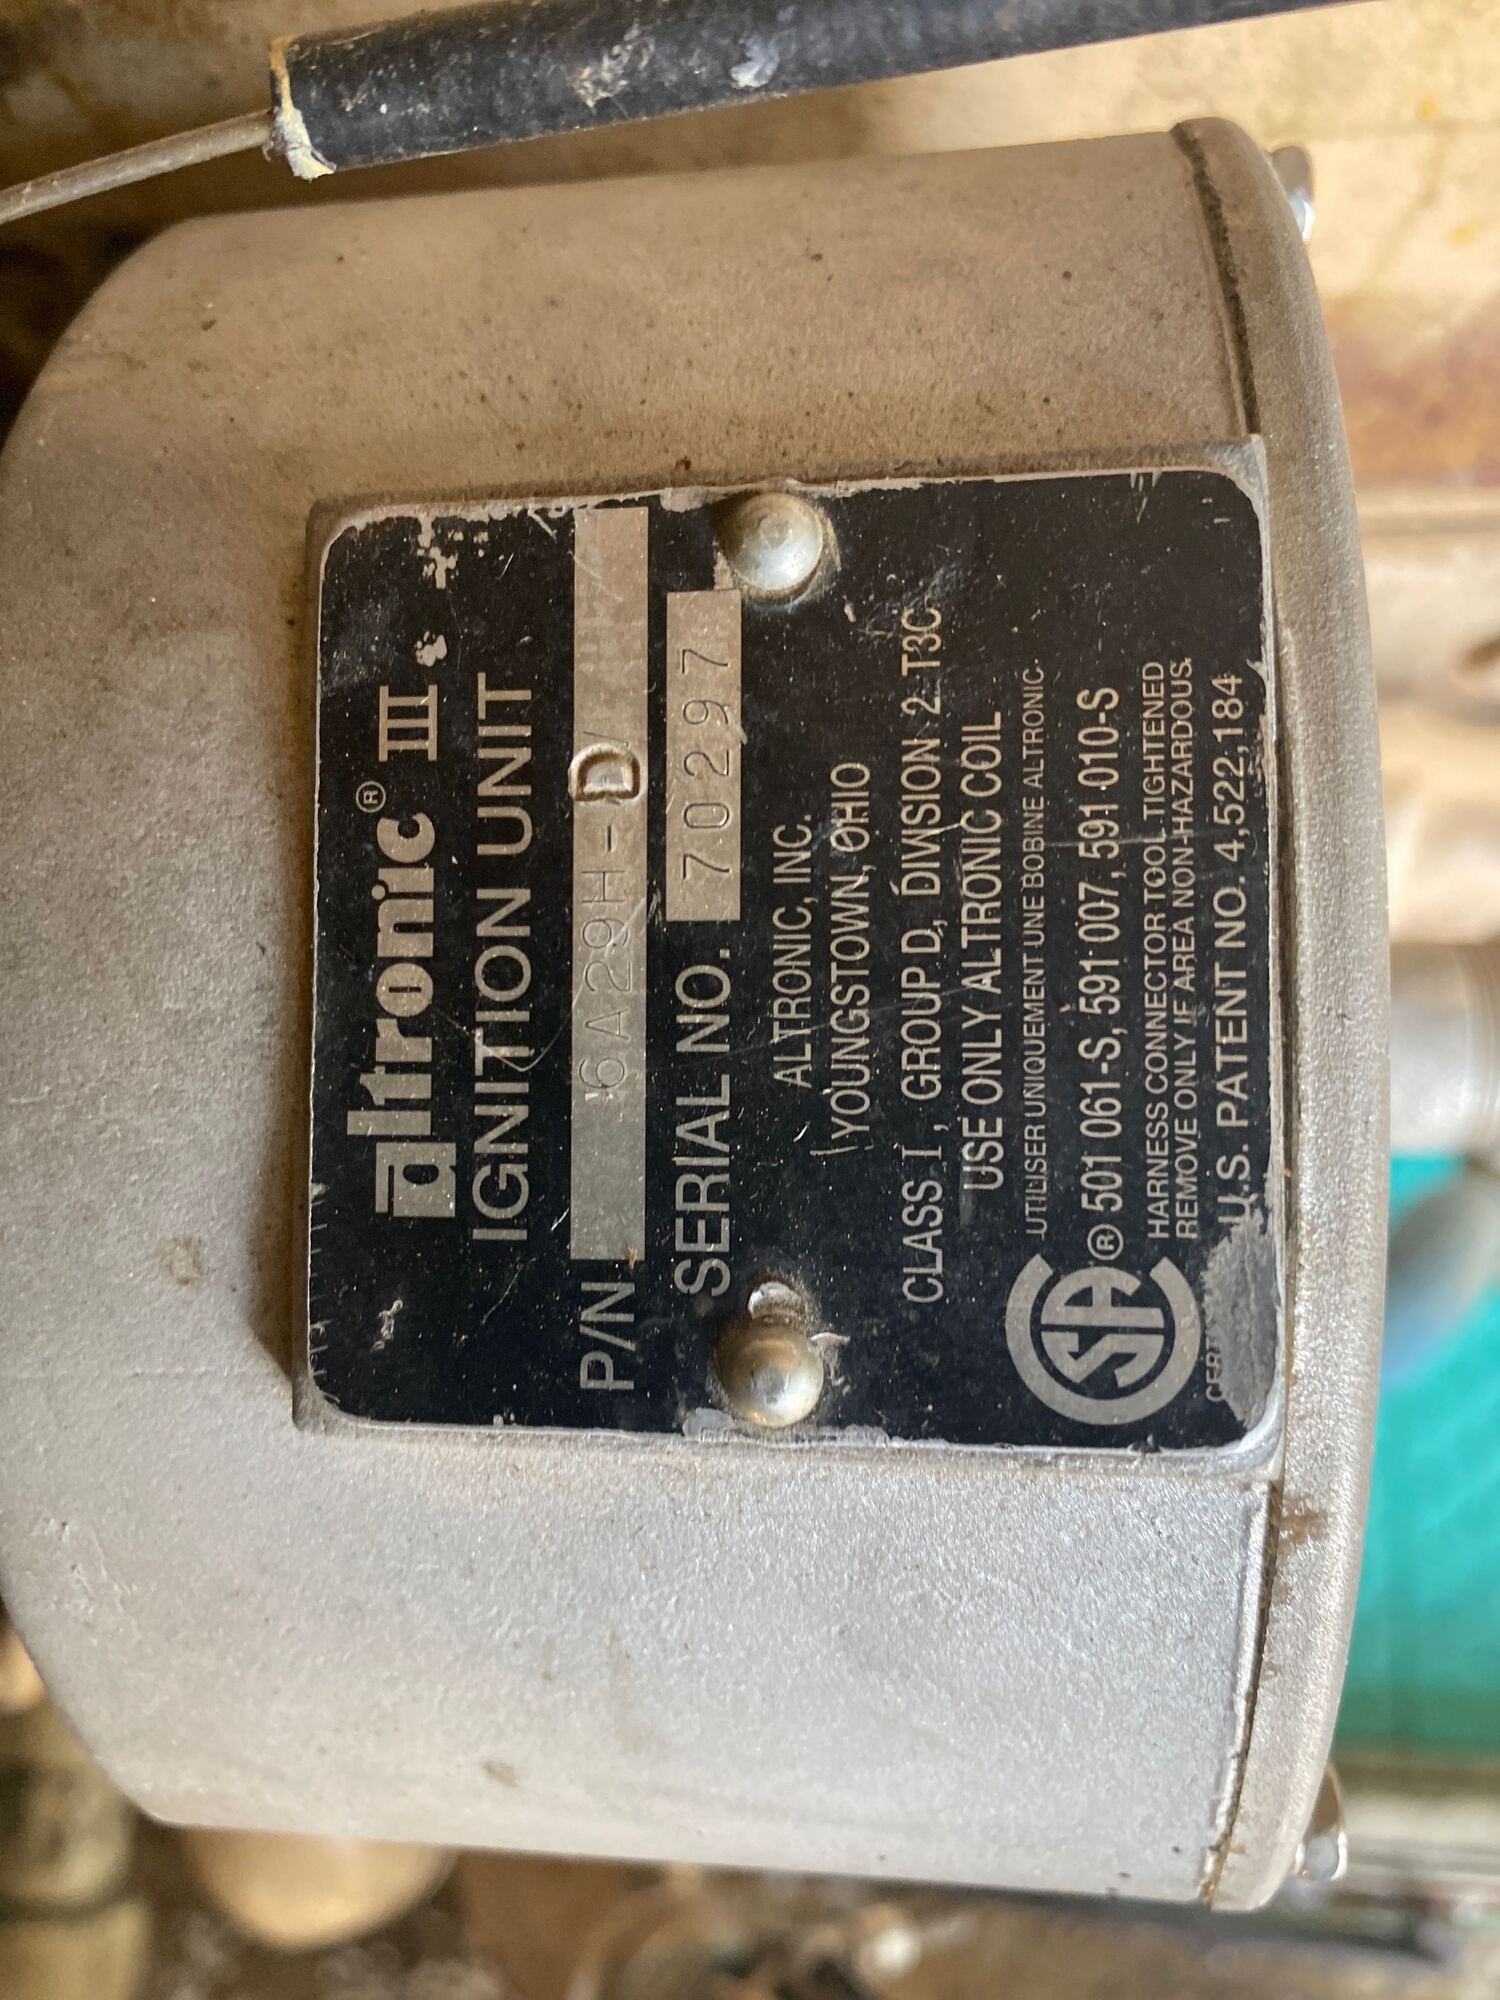 altronic® III.
IGNITION UNIT
P/N 6A29H-D
SERIAL NO. 70297
ALTRONIC, INC.
YOUNGSTOWN, OHIO
CLASS I, GROUP D, DIVISION 2 T3C
USE ONLY ALTRONIC COIL
UTILISER UNIQUEMENT UNE BOBINE ALTRONIC.
SA ® 501 061-S, 591 007, 591 010-S
HARNESS CONNECTOR TOOL TIGHTENED
REMOVE ONLY IF AREA NON-HAZARDOUS.
U.S. PATENT NO. 4,522,184